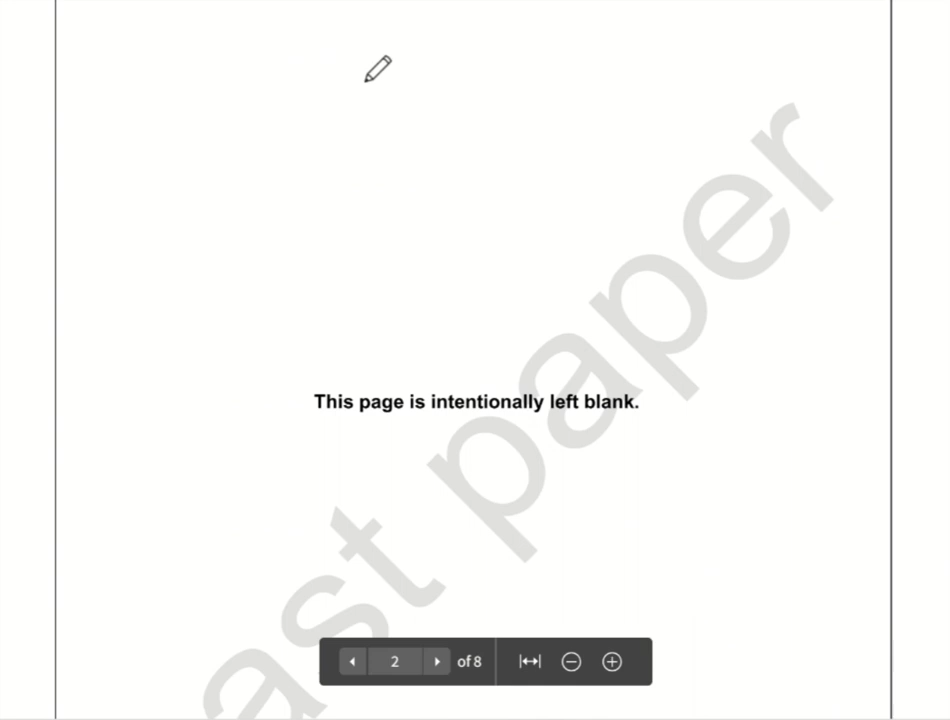 This page is intentionally left blank.
ast paper
2 of 8